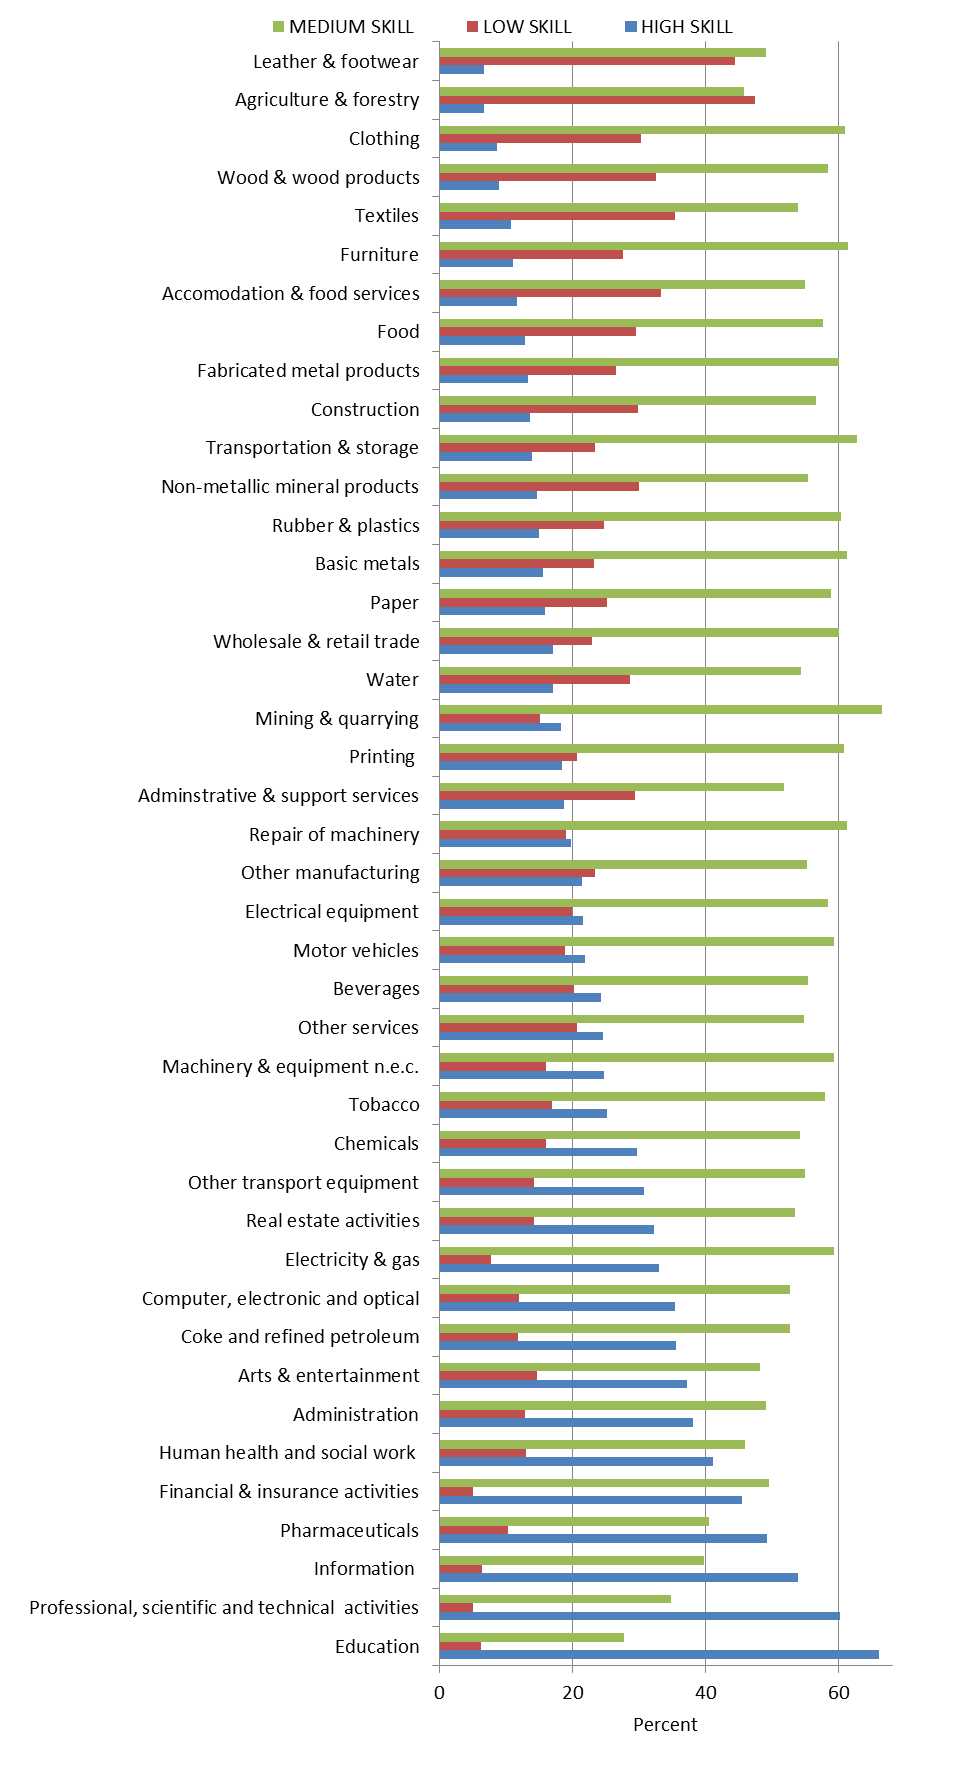 MEDIUM SKILL LOW SKILL HIGH SKILL
Leather & footwear
Agriculture & forestry
Clothing
Wood & wood products
Textiles
Furniture
Accomodation & food services
Food
Fabricated metal products
Construction
Transportation & storage
Non-metallic mineral products
Rubber & plastics
Basic metals
Paper
Wholesale & retail trade
Water
Mining & quarrying
Printing
Adminstrative & support services
Repair of machinery
Other manufacturing
Electrical equipment
Motor vehicles
Beverages
Other services
Machinery & equipment n.e.c.
Tobacco
Chemicals
Other transport equipment
Real estate activities
Electricity & gas
Computer, electronic and optical
Coke and refined petroleum
Arts & entertainment
Administration
Human health and social work
Financial & insurance activities
Pharmaceuticals
Information
Professional, scientific and technical activities
Education
0 20 40 60
Percent